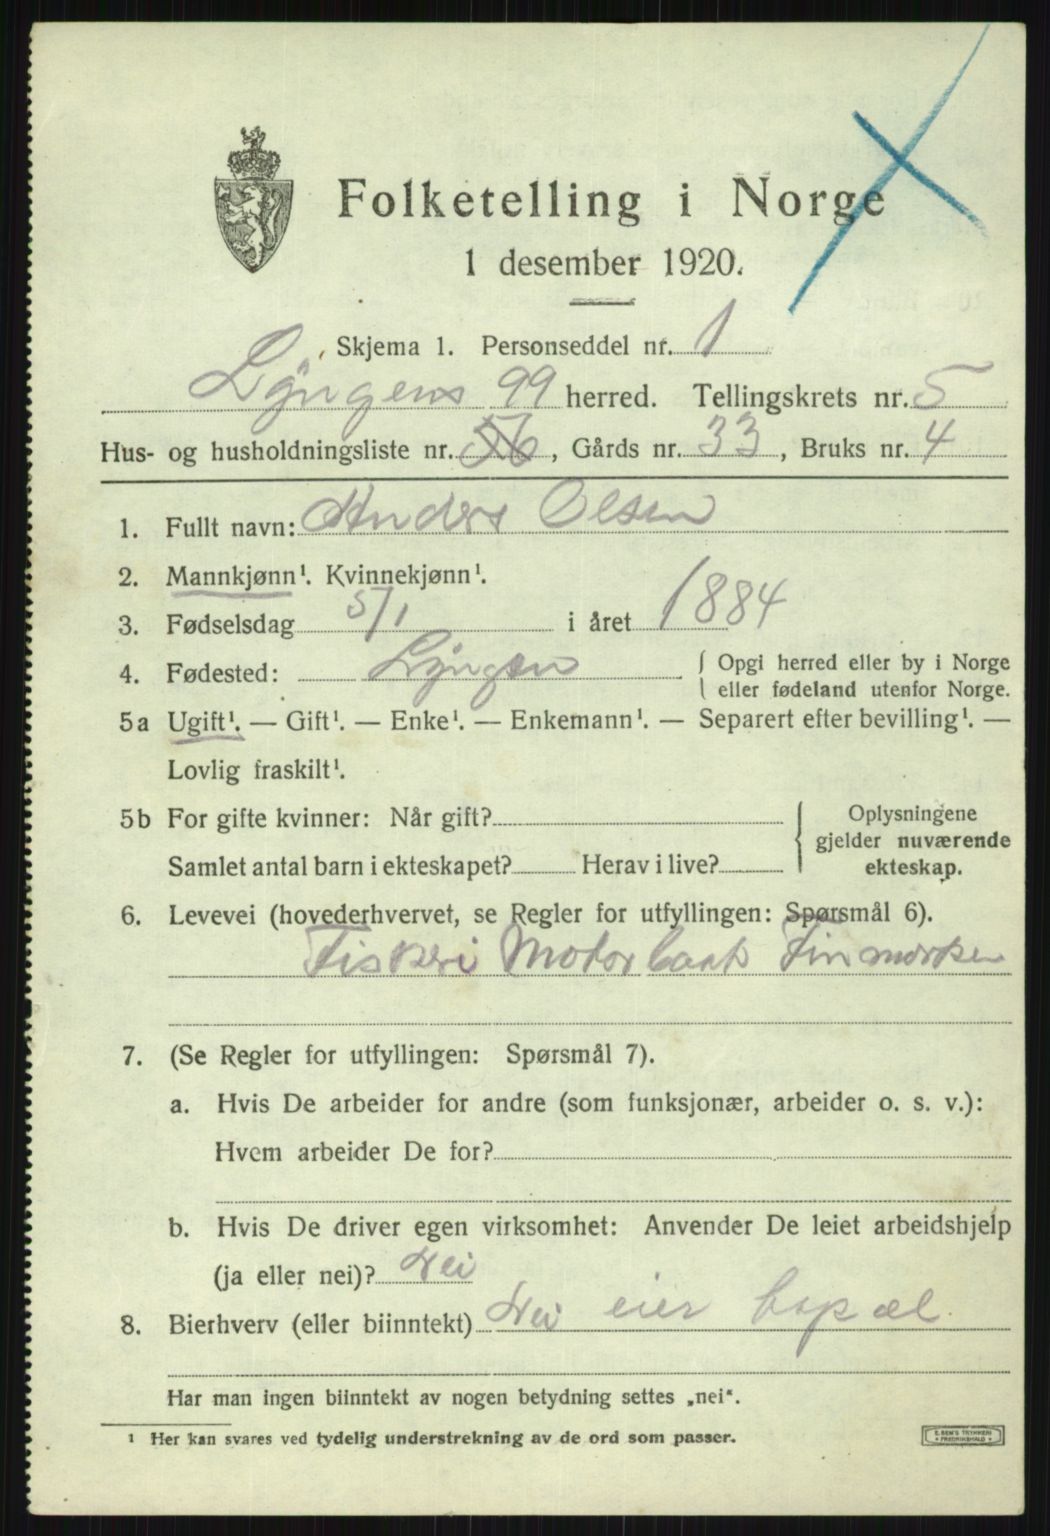 Folketelling i Norge
1 desember 1920.
Skjema 1. Personseddel nr. 1
Lyngens 99 herred. Tellingskrets nr. 5
Hus- og husholdningsliste nr. 56, Gårds nr. 33, Bruks nr. 4
1. Fullt navn: Anders Olsen
2. Mannkjønn¹. Kvinnekjønn¹.
3. Fødselsdag 5/1 i året 1884
4. Fødested: Lyngen { Opgi herred eller by i Norge
eller fødeland utenfor Norge.
5a Ugift¹. — Gift¹. — Enke¹. — Enkemann¹. — Separert efter bevilling¹. —
Lovlig fraskilt¹.
5b For gifte kvinner: Når gift?
Samlet antal barn i ekteskapet? Herav i live?
{ Oplysningene
gjelder nuværende
ekteskap.
6. Levevei (hovederhvervet, se Regler for utfyllingen: Spørsmål 6).
Fiskeri Motorbaat Finmarken
7. (Se Regler for utfyllingen: Spørsmål 7).
a. Hvis De arbeider for andre (som funksjonær, arbeider o. s. v.):
Hvem arbeider De for?
b. Hvis De driver egen virksomhet: Anvender De leiet arbeidshjelp
(ja eller nei)? Nei
8. Bierhverv (eller biinntekt) Nei eier bopæl
Har man ingen biinntekt av nogen betydning settes „nei“.
¹ Her kan svares ved tydelig understrekning av de ord som passer.
E. SEM'S TRYKKERI
FREDRIKSHALD